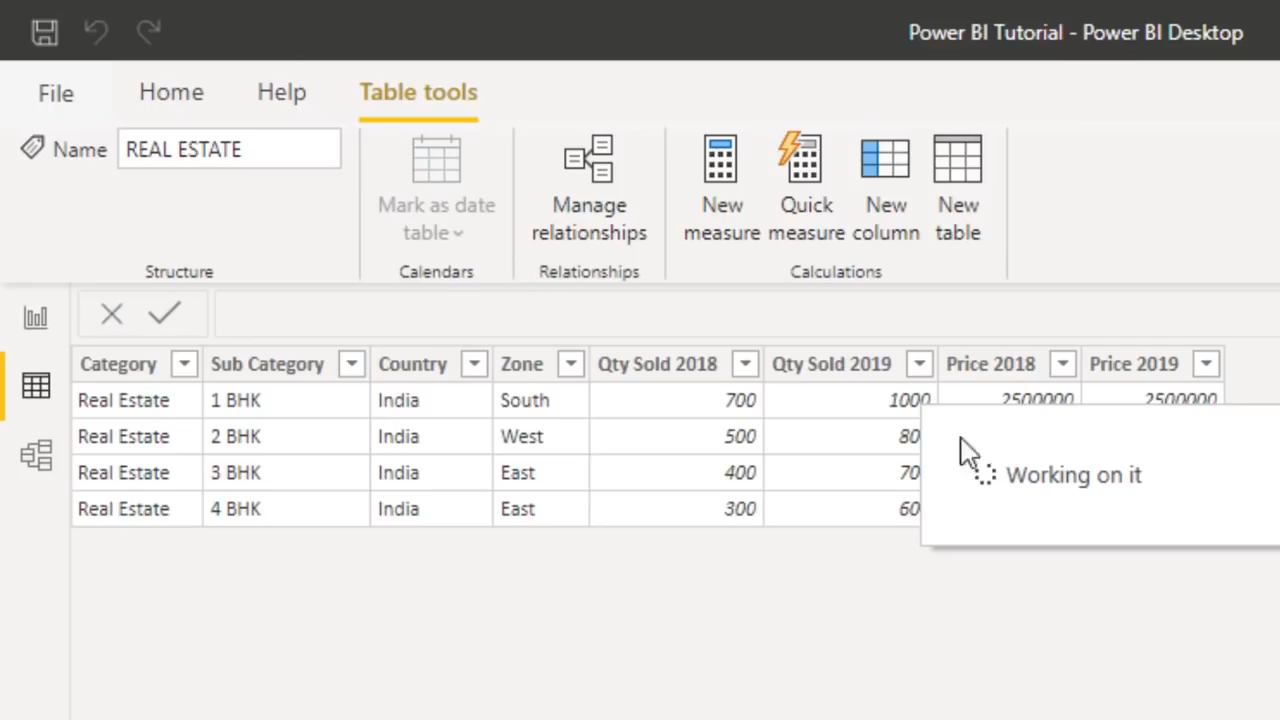 Power BI Tutorial - Power BI Desktop
File Home Help Table tools
Name REAL ESTATE
Mark as date table
Manage relationships
New measure
Quick measure
New column
New table
Structure Calendars Relationships Calculations
Category Sub Category Country Zone Qty Sold 2018 Qty Sold 2019 Price 2018 Price 2019
Real Estate 1 BHK India South 700 1000 2500000 2500000
Real Estate 2 BHK India West 500 80
Real Estate 3 BHK India East 400 70
Real Estate 4 BHK India East 300 60
Working on it